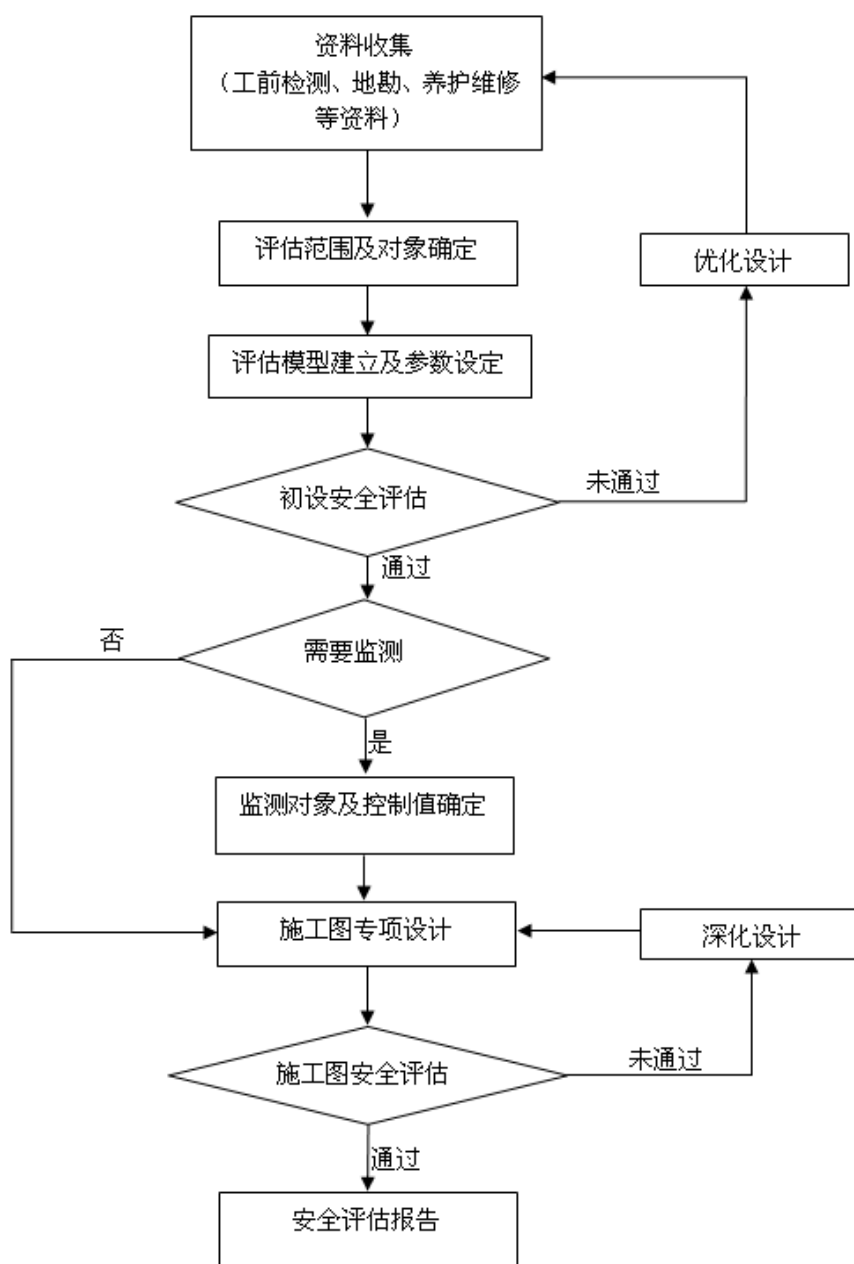 资料收集
（工前检测、地勘、养护维修
等资料）
评估范围及对象确定
优化设计
评估模型建立及参数设定
初设安全评估
未通过
通过
否
需要监测
是
监测对象及控制值确定
施工图专项设计
深化设计
施工图安全评估
未通过
通过
安全评估报告